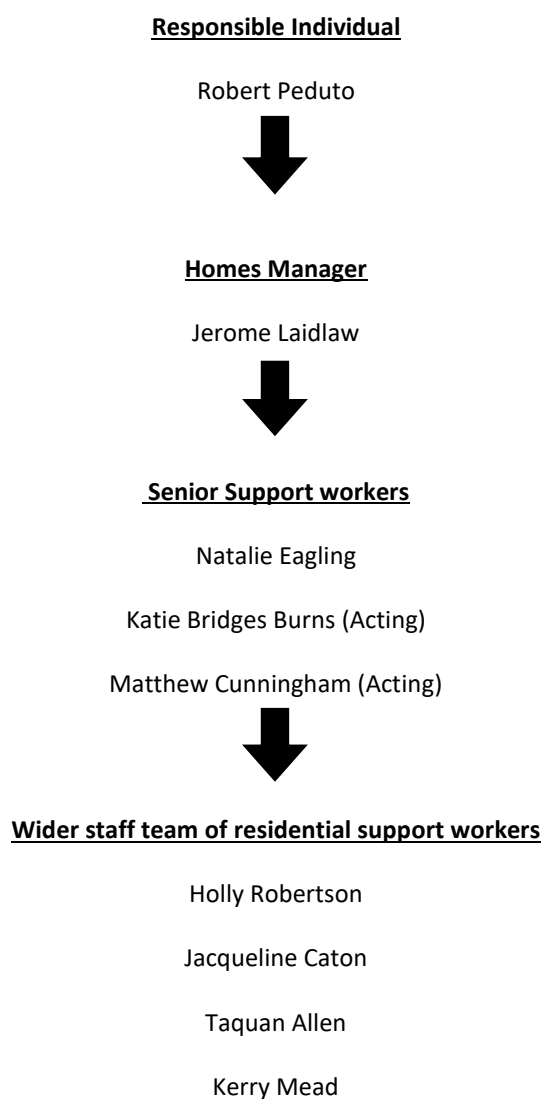 Responsible Individual
Robert Peduto
Homes Manager
Jerome Laidlaw
Senior Support workers
Natalie Eagling
Katie Bridges Burns (Acting)
Matthew Cunningham (Acting)
Wider staff team of residential support workers
Holly Robertson
Jacqueline Caton
Taquan Allen
Kerry Mead